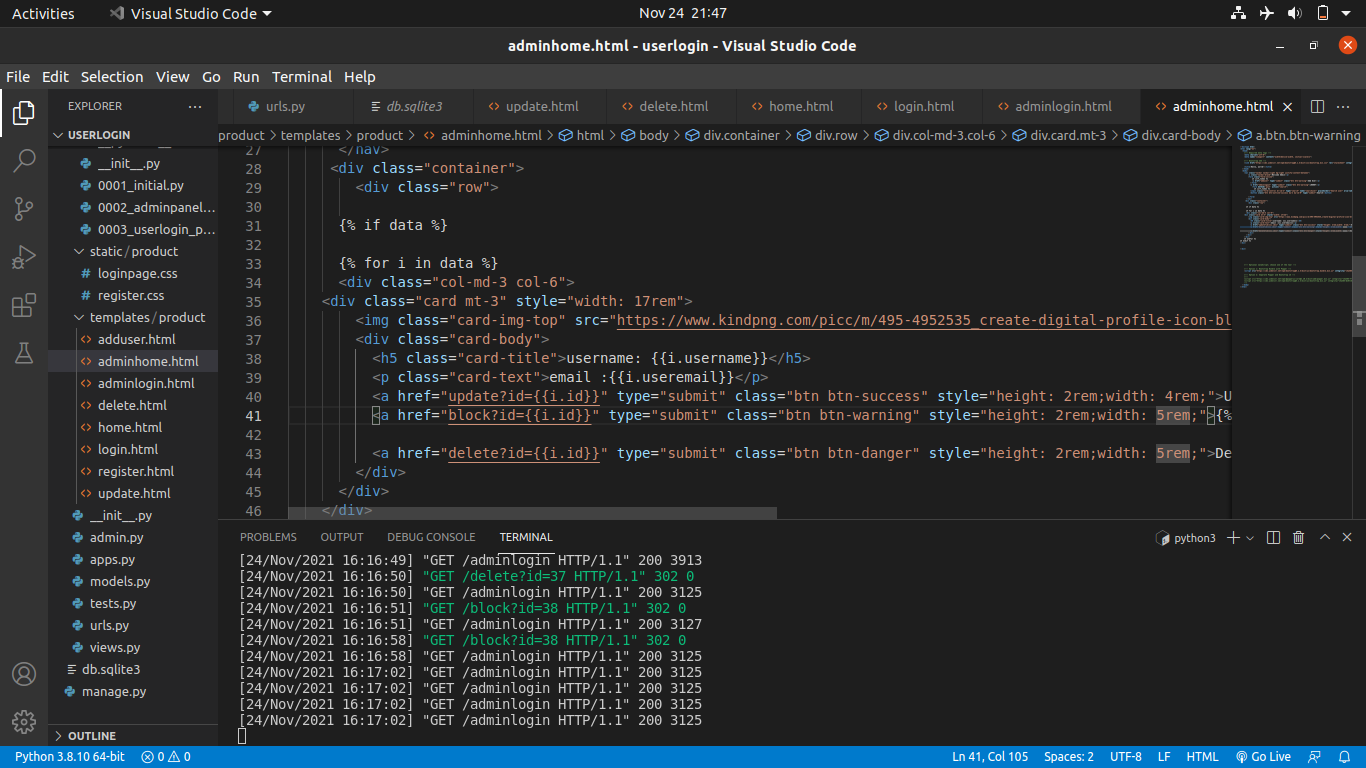 Activities Visual Studio Code Nov 24 21:47
adminhome.html - userlogin - Visual Studio Code
File Edit Selection View Go Run Terminal Help
EXPLORER ··· urls.py db.sqlite3 update.html delete.html home.html login.html adminlogin.html adminhome.html ···
USERLOGIN
product > templates > product > adminhome.html > html > body > div.container > div.row > div.col-md-3.col-6 > div.card.mt-3 > div.card-body > a.btn.btn-warning
__init__.py
0001_initial.py
0002_adminpanel...
0003_userlogin_p...
static/product
loginpage.css
register.css
templates/product
adduser.html
adminhome.html
adminlogin.html
delete.html
home.html
login.html
register.html
update.html
__init__.py
admin.py
apps.py
models.py
tests.py
urls.py
views.py
db.sqlite3
manage.py
OUTLINE
27 </nav>
28 <div class="container">
29 <div class="row">
30
31 {% if data %}
32
33 {% for i in data %}
34 <div class="col-md-3 col-6">
35 <div class="card mt-3" style="width: 17rem">
36 <img class="card-img-top" src="https://www.kindpng.com/picc/m/495-4952535_create-digital-profile-icon-bl
37 <div class="card-body">
38 <h5 class="card-title">username: {{i.username}}</h5>
39 <p class="card-text">email :{{i.useremail}}</p>
40 <a href="update?id={{i.id}}" type="submit" class="btn btn-success" style="height: 2rem;width: 4rem;">U
41 <a href="block?id={{i.id}}" type="submit" class="btn btn-warning" style="height: 2rem;width: 5rem;">{%
42
43 <a href="delete?id={{i.id}}" type="submit" class="btn btn-danger" style="height: 2rem;width: 5rem;">De
44 </div>
45 </div>
46 </div>
PROBLEMS OUTPUT DEBUG CONSOLE TERMINAL python3
[24/Nov/2021 16:16:49] "GET /adminlogin HTTP/1.1" 200 3913
[24/Nov/2021 16:16:50] "GET /delete?id=37 HTTP/1.1" 302 0
[24/Nov/2021 16:16:50] "GET /adminlogin HTTP/1.1" 200 3125
[24/Nov/2021 16:16:51] "GET /block?id=38 HTTP/1.1" 302 0
[24/Nov/2021 16:16:51] "GET /adminlogin HTTP/1.1" 200 3127
[24/Nov/2021 16:16:58] "GET /block?id=38 HTTP/1.1" 302 0
[24/Nov/2021 16:16:58] "GET /adminlogin HTTP/1.1" 200 3125
[24/Nov/2021 16:17:02] "GET /adminlogin HTTP/1.1" 200 3125
[24/Nov/2021 16:17:02] "GET /adminlogin HTTP/1.1" 200 3125
[24/Nov/2021 16:17:02] "GET /adminlogin HTTP/1.1" 200 3125
[24/Nov/2021 16:17:02] "GET /adminlogin HTTP/1.1" 200 3125
Python 3.8.10 64-bit 0 0 Ln 41, Col 105 Spaces: 2 UTF-8 LF HTML Go Live